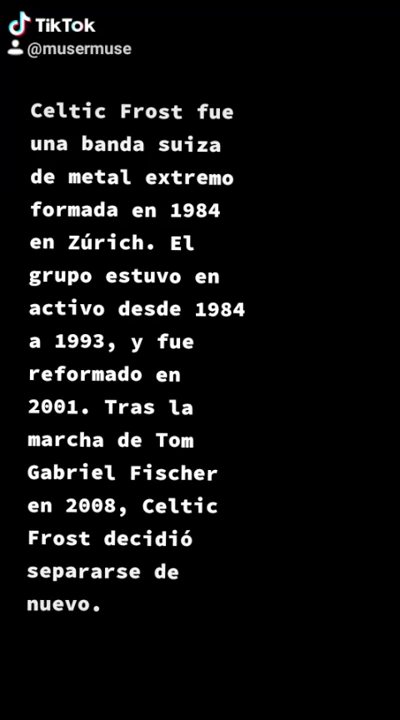 TikTok
@musermuse
Celtic Frost fue
una banda suiza
de metal extremo
formada en 1984
en Zúrich. El
grupo estuvo en
activo desde 1984
a 1993, y fue
reformado en
2001. Tras la
marcha de Tom
Gabriel Fischer
en 2008, Celtic
Frost decidió
separarse de
nuevo.